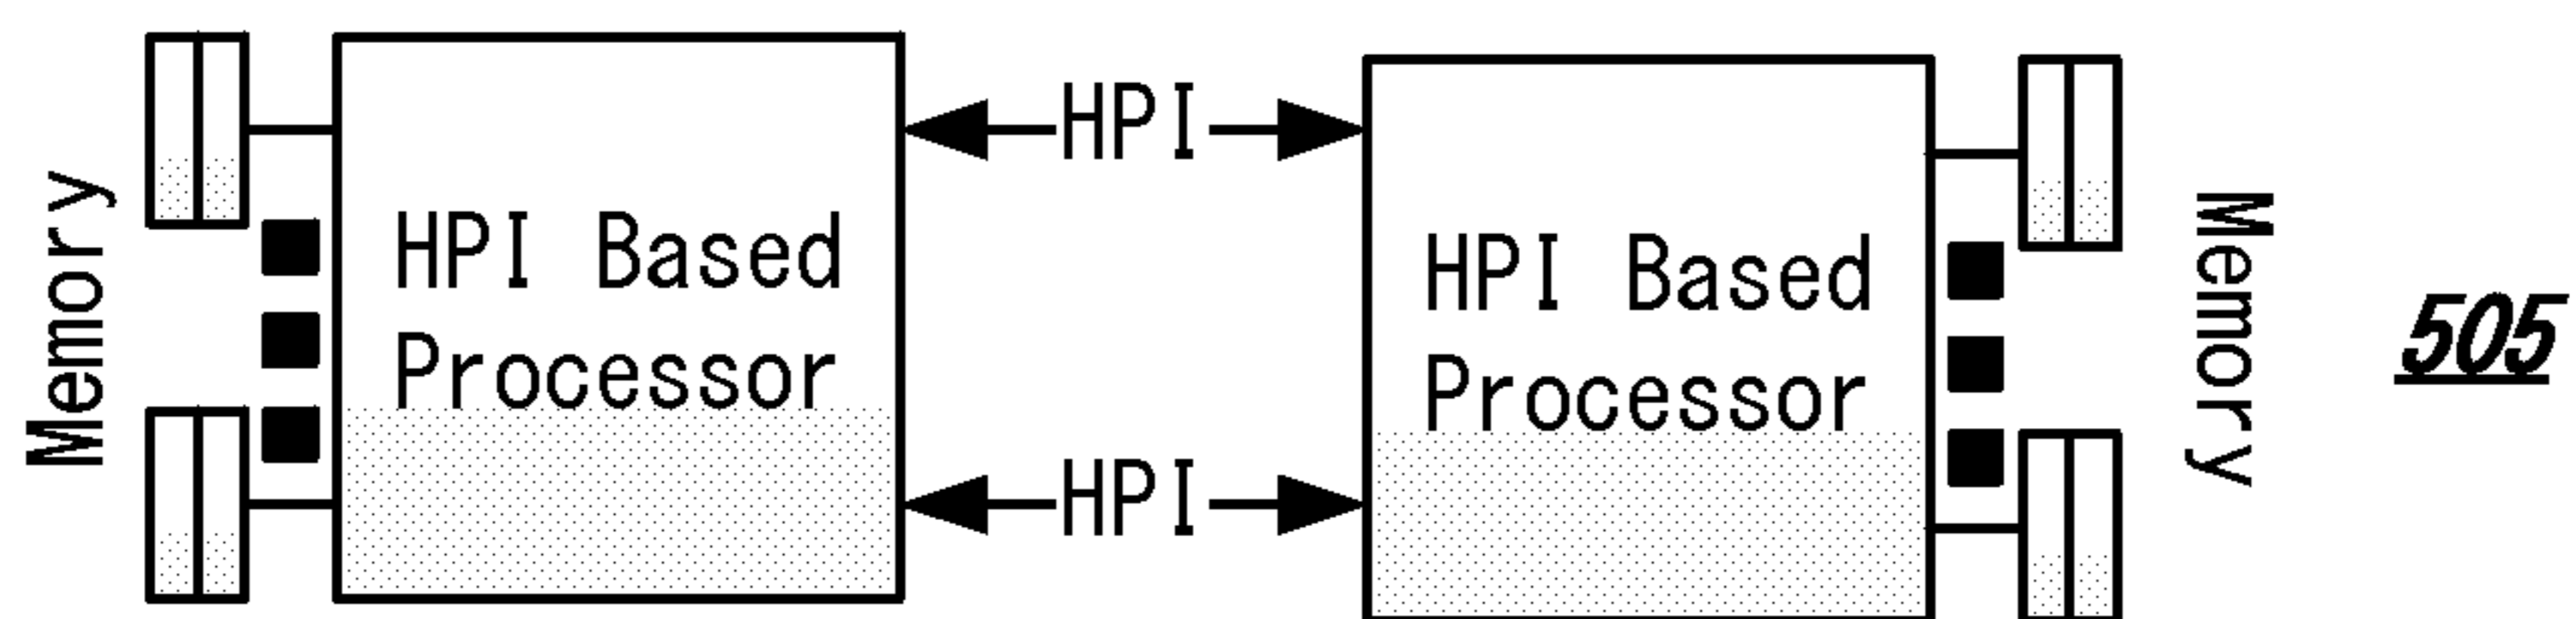 Memory
HPI Based
Processor
HPI
HPI
HPI Based
Processor
Memory
505